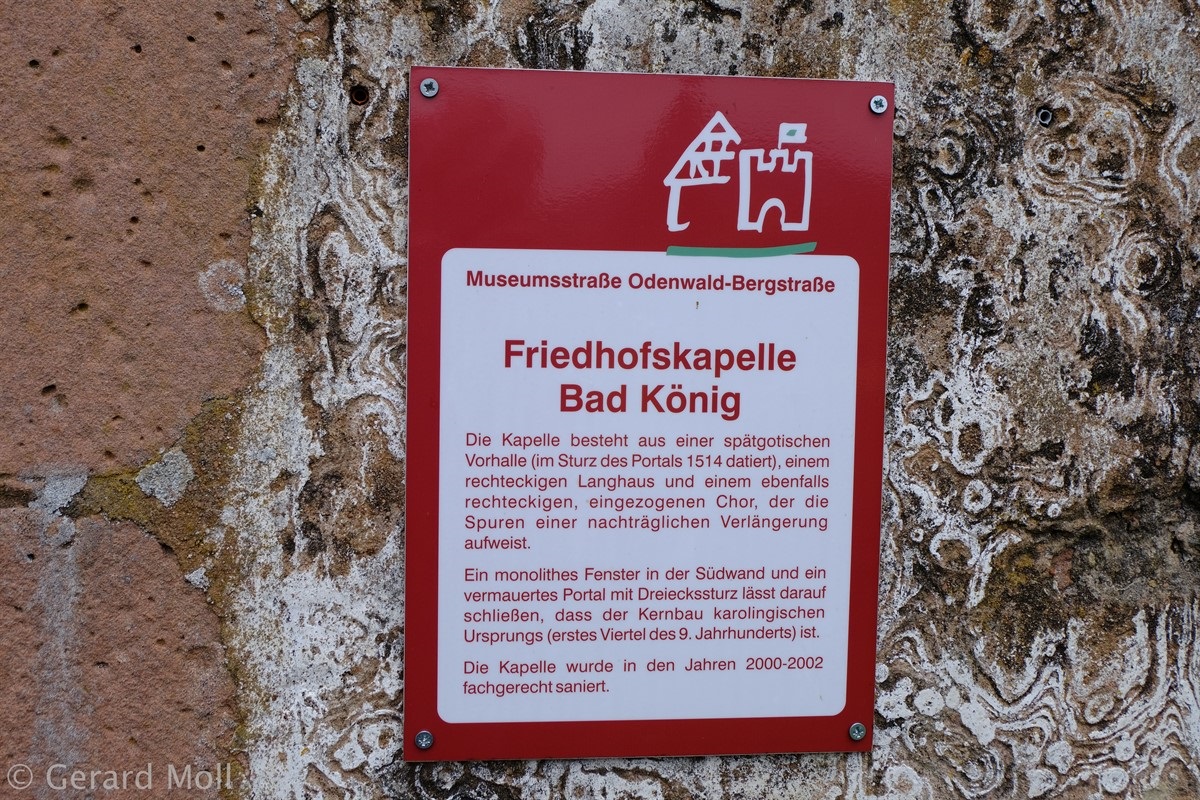 Museumsstraße Odenwald-Bergstraße
Friedhofskapelle
Bad König
Die Kapelle besteht aus einer spätgotischen
Vorhalle (im Sturz des Portals 1514 datiert), einem
rechteckigen Langhaus und einem ebenfalls
rechteckigen, eingezogenen Chor, der die
Spuren einer nachträglichen Verlängerung
aufweist.
Ein monolithes Fenster in der Südwand und ein
vermauertes Portal mit Dreieckssturz lässt darauf
schließen, dass der Kernbau karolingischen
Ursprungs (erstes Viertel des 9. Jahrhunderts) ist.
Die Kapelle wurde in den Jahren 2000-2002
fachgerecht saniert.
© Gerard Moll